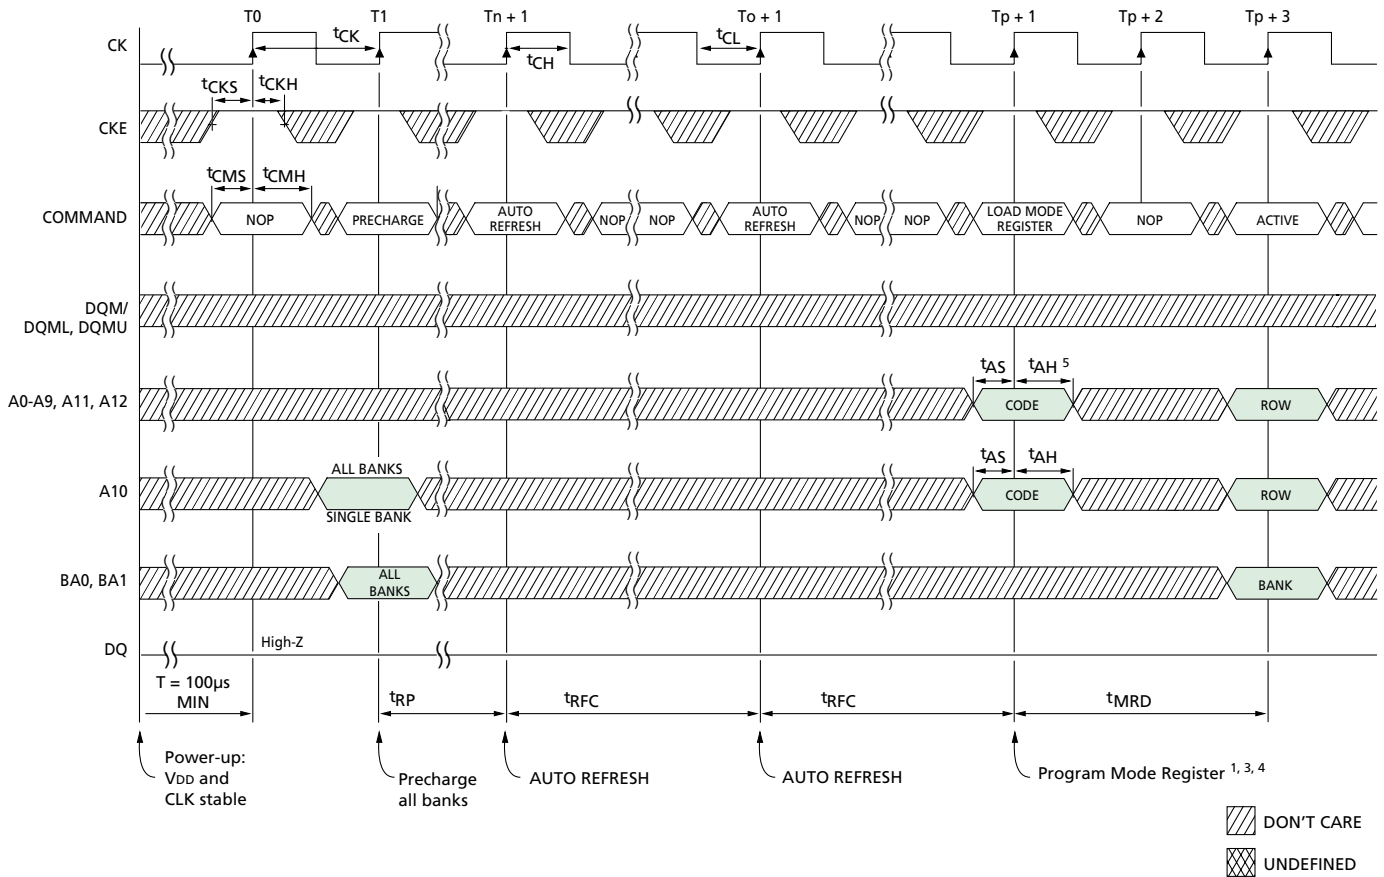 T0 T1 Tn + 1 To + 1 Tp + 1 Tp + 2 Tp + 3
CK
tCK
tCH
tCL
tCKS tCKH
CKE
tCMS tCMH
COMMAND
NOP
PRECHARGE
AUTO
REFRESH
NOP
NOP
AUTO
REFRESH
NOP
NOP
LOAD MODE
REGISTER
NOP
ACTIVE
DQM/
DQML, DQMU
tAS tAH 5
A0-A9, A11, A12
CODE
ROW
tAS tAH
ALL BANKS
A10
SINGLE BANK
CODE
ROW
BA0, BA1
ALL
BANKS
BANK
DQ
High-Z
T = 100µs
MIN
tRP
tRFC
tRFC
tMRD
Power-up:
VDD and
CLK stable
Precharge
all banks
AUTO REFRESH
AUTO REFRESH
Program Mode Register 1, 3, 4
DON'T CARE
UNDEFINED